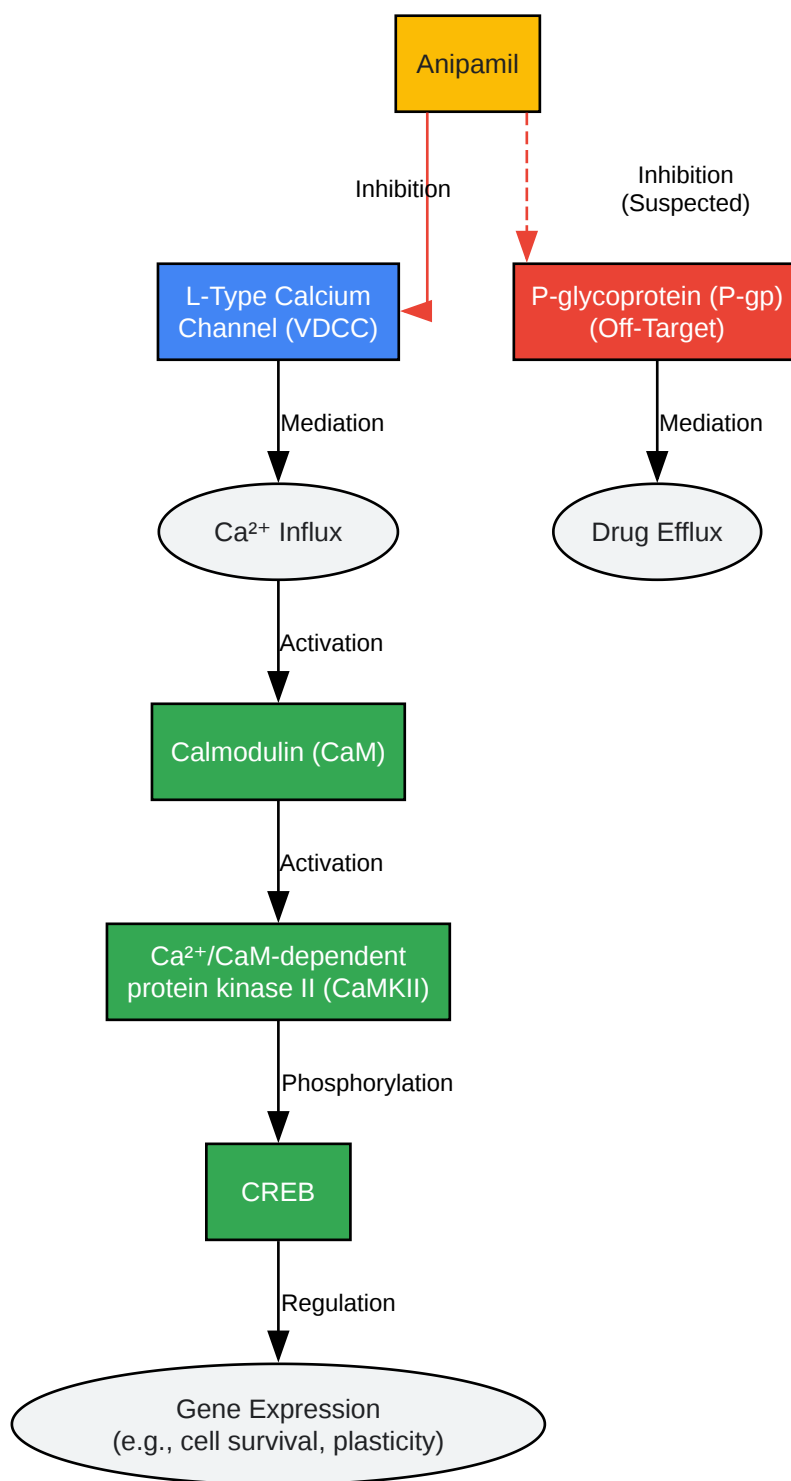 Anipamil
Inhibition
Inhibition
(Suspected)
L-Type Calcium
Channel (VDCC)
P-glycoprotein (P-gp)
(Off-Target)
Mediation
Mediation
Ca²⁺ Influx
Drug Efflux
Activation
Calmodulin (CaM)
Activation
Ca²⁺/CaM-dependent
protein kinase II (CaMKII)
Phosphorylation
CREB
Regulation
Gene Expression
(e.g., cell survival, plasticity)